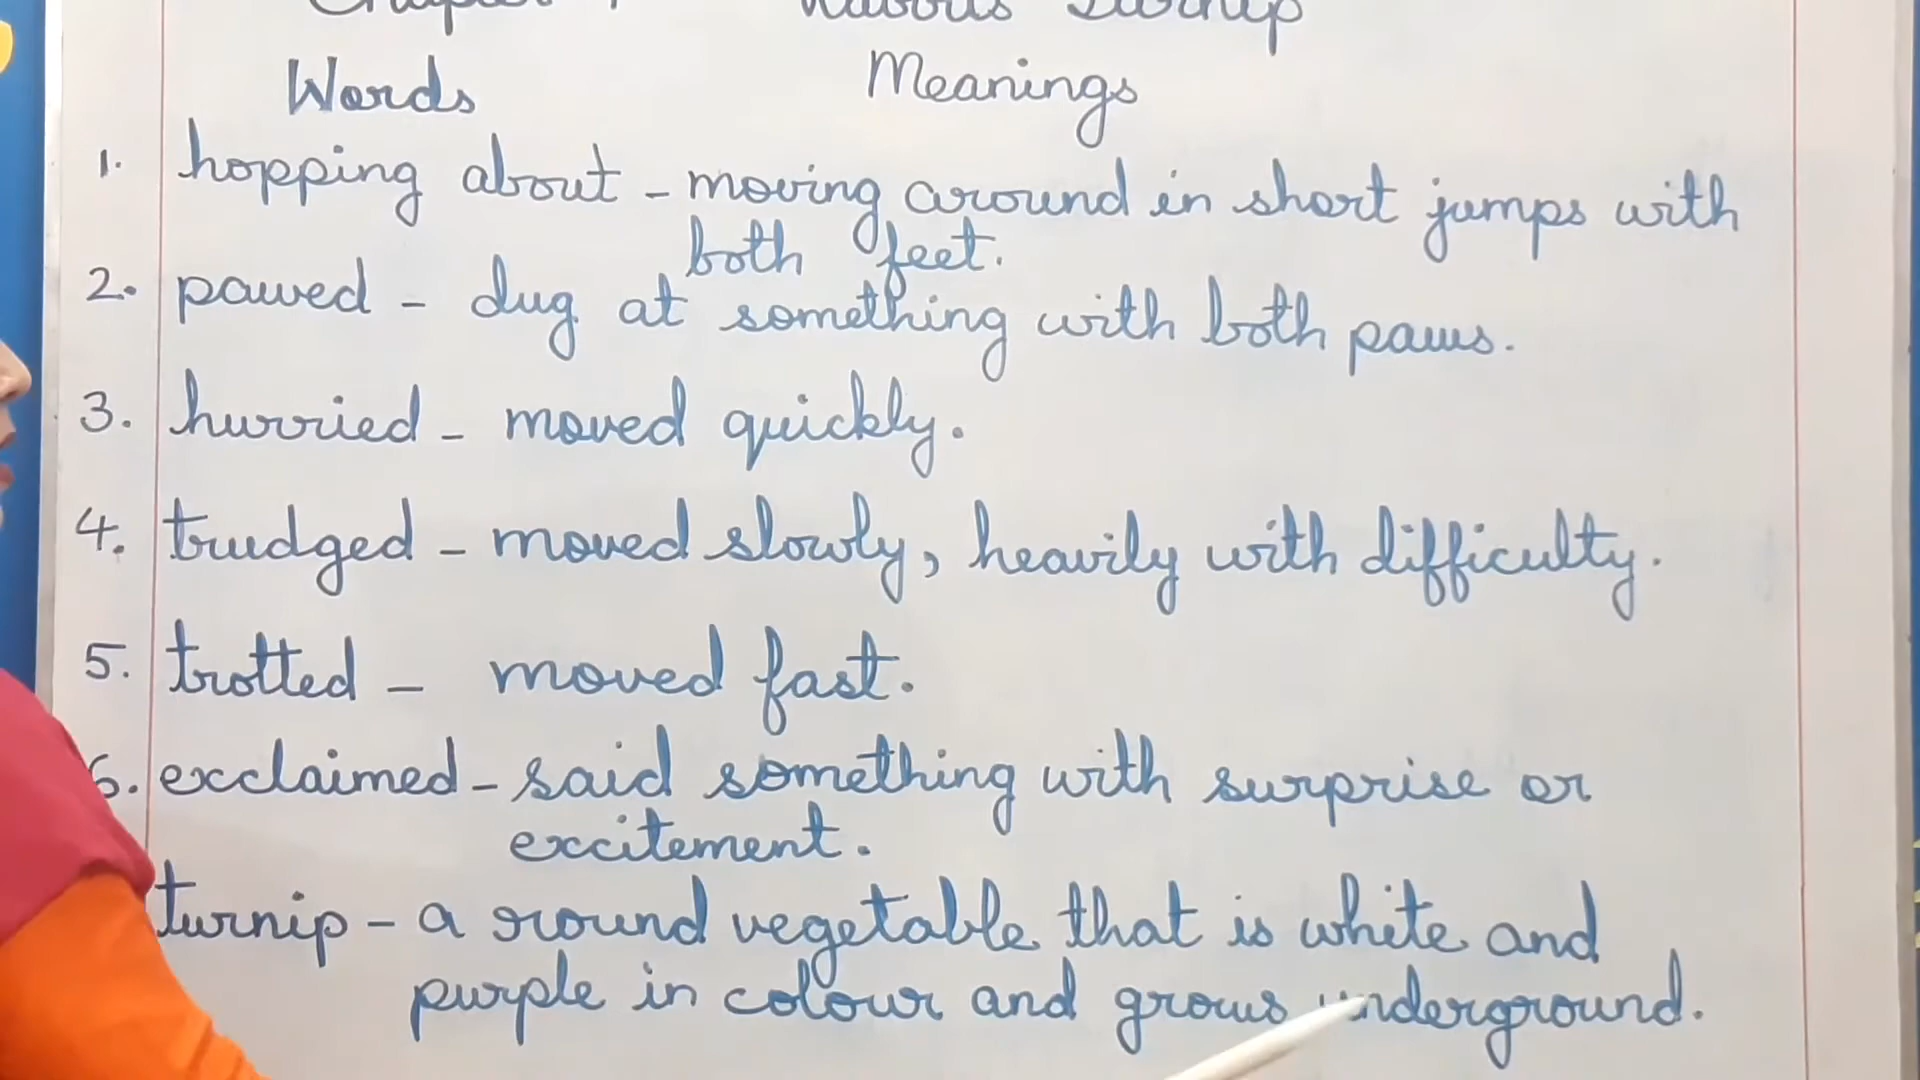 Chapter
Words Meanings
1. hopping about - moving around in short jumps with
both feet.
2. pawed - dug at something with both paws.
3. hurried - moved quickly.
4. trudged - moved slowly, heavily with difficulty.
5. trotted - moved fast.
6. exclaimed - said something with surprise or
excitement.
turnip - a round vegetable that is white and
purple in colour and grows underground.